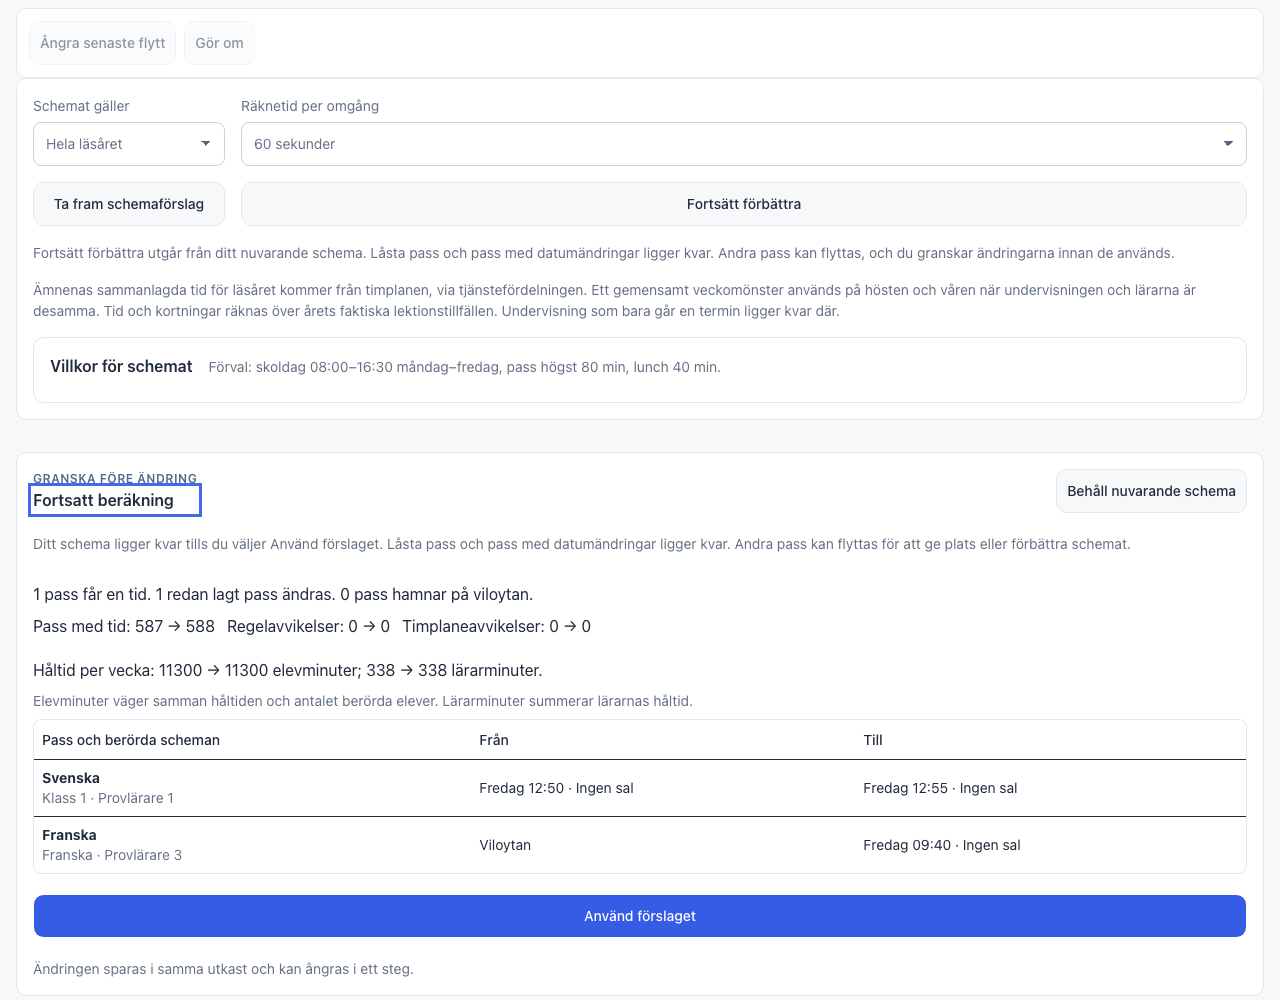 Ångra senaste flytt
Gör om
Schemat gäller
Räknetid per omgång
Hela läsåret
60 sekunder
Ta fram schemaförslag
Fortsätt förbättra
Fortsätt förbättra utgår från ditt nuvarande schema. Låsta pass och pass med datumändringar ligger kvar. Andra pass kan flyttas, och du granskar ändringarna innan de används.
Ämnenas sammanlagda tid för läsåret kommer från timplanen, via tjänstefördelningen. Ett gemensamt veckomönster används på hösten och våren när undervisningen och lärarna är
desamma. Tid och kortningar räknas över årets faktiska lektionstillfällen. Undervisning som bara går en termin ligger kvar där.
Villkor för schemat
Förval: skoldag 08:00–16:30 måndag–fredag, pass högst 80 min, lunch 40 min.
GRANSKA FÖRE ÄNDRING
Fortsatt beräkning
Behåll nuvarande schema
Ditt schema ligger kvar tills du väljer Använd förslaget. Låsta pass och pass med datumändringar ligger kvar. Andra pass kan flyttas för att ge plats eller förbättra schemat.
1 pass får en tid. 1 redan lagt pass ändras. 0 pass hamnar på viloytan.
Pass med tid: 587 → 588 Regelavvikelser: 0 → 0 Timplaneavvikelser: 0 → 0
Håltid per vecka: 11300 → 11300 elevminuter; 338 → 338 lärarminuter.
Elevminuter väger samman håltiden och antalet berörda elever. Lärarminuter summerar lärarnas håltid.
Pass och berörda scheman
Från
Till
Svenska
Klass 1 · Provlärare 1
Fredag 12:50 · Ingen sal
Fredag 12:55 · Ingen sal
Franska
Franska · Provlärare 3
Viloytan
Fredag 09:40 · Ingen sal
Använd förslaget
Ändringen sparas i samma utkast och kan ångras i ett steg.